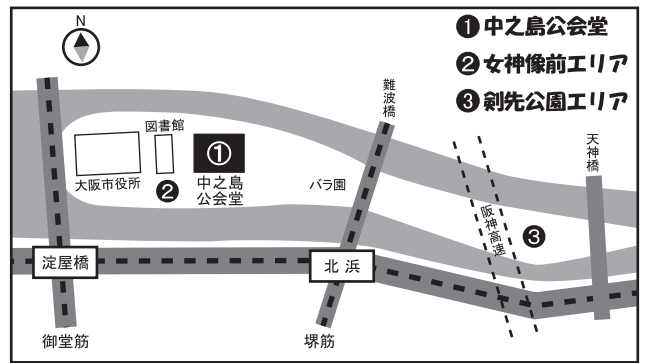 N
❶中之島公会堂
❷女神像前エリア
❸剣先公園エリア
難波橋
天神橋
図書館
①
大阪市役所
❷
中之島
公会堂
バラ園
阪神高速
❸
淀屋橋
北浜
御堂筋
堺筋